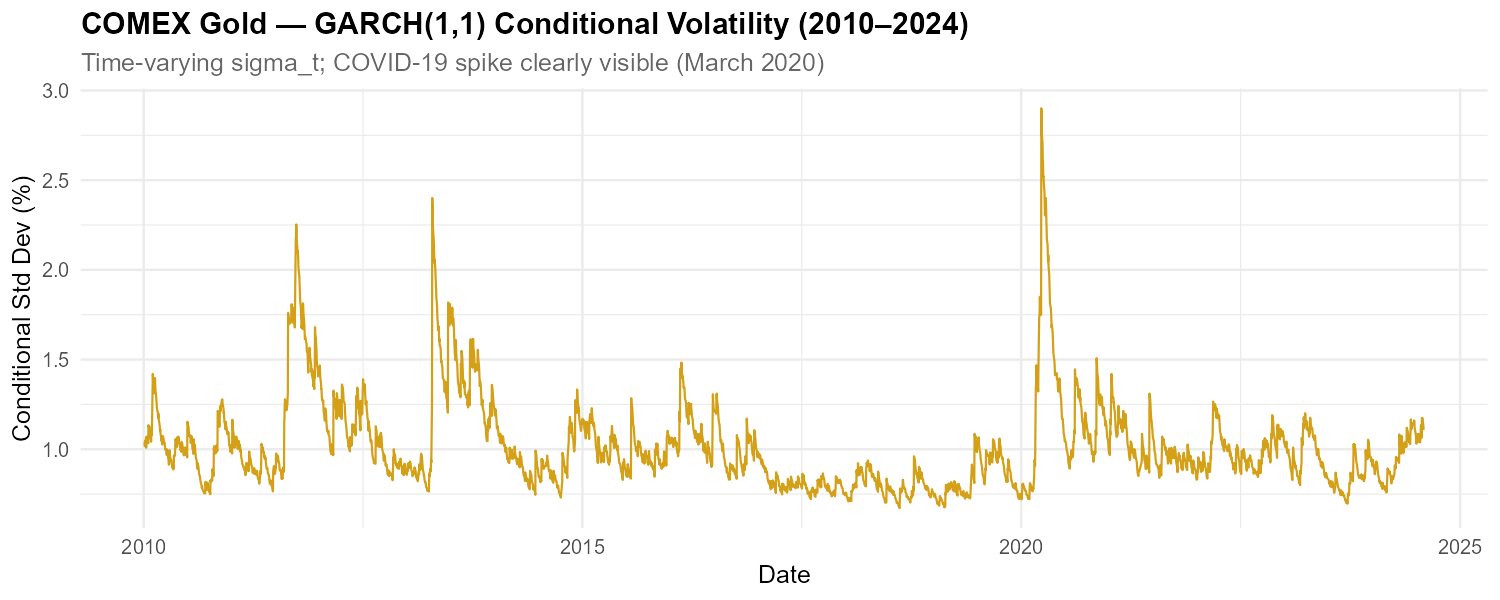 COMEX Gold — GARCH(1,1) Conditional Volatility (2010–2024)
Time-varying sigma_t; COVID-19 spike clearly visible (March 2020)
Conditional Std Dev (%)
3.0
2.5
2.0
1.5
1.0
2010 2015 2020 2025
Date